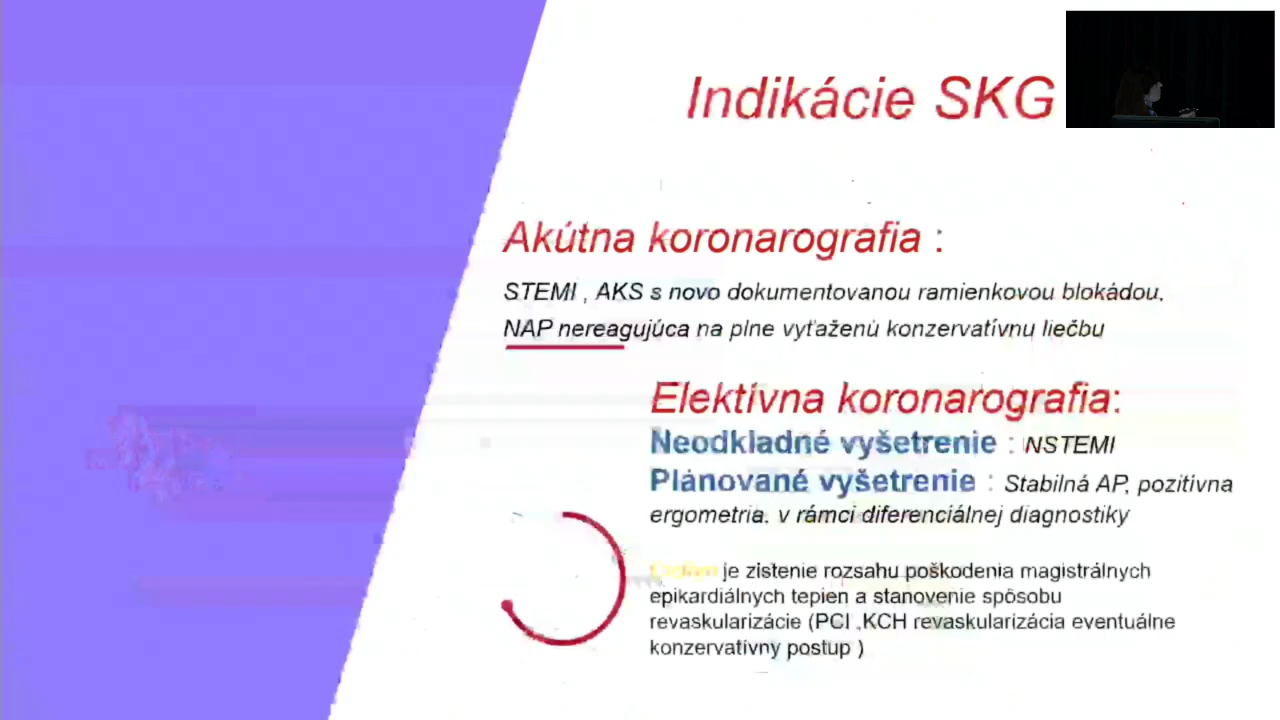 Indikácie SKG
Akútna koronarografia :
STEMI , AKS s novo dokumentovanou ramienkovou blokádou,
NAP nereagujúca na plne vyťaženú konzervatívnu liečbu
Elektívna koronarografia:
Neodkladné vyšetrenie : NSTEMI
Plánované vyšetrenie : Stabilná AP, pozitívna
ergometria, v rámci diferenciálnej diagnostiky
je zistenie rozsahu poškodenia magistrálnych
epikardiálnych tepien a stanovenie spôsobu
revaskularizácie (PCI ,KCH revaskularizácia eventuálne
konzervatívny postup )